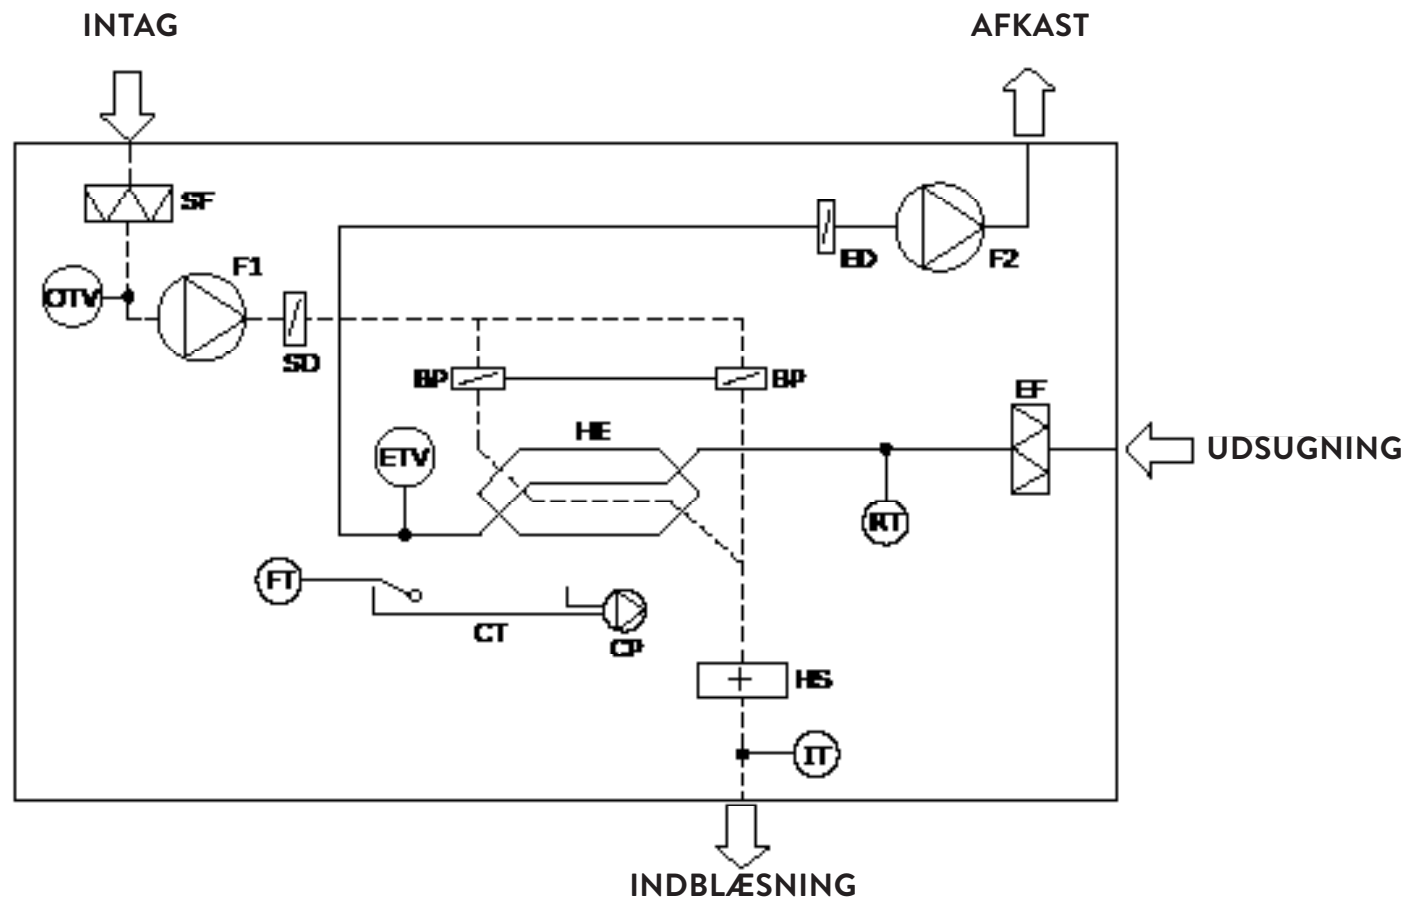 INTAG
AFKAST
SF
F1
OTV
ED
F2
SD
BP
BP
EF
HE
ETV
UDSUGNING
RT
FT
CT
CP
HS
IT
INDBLÆSNING